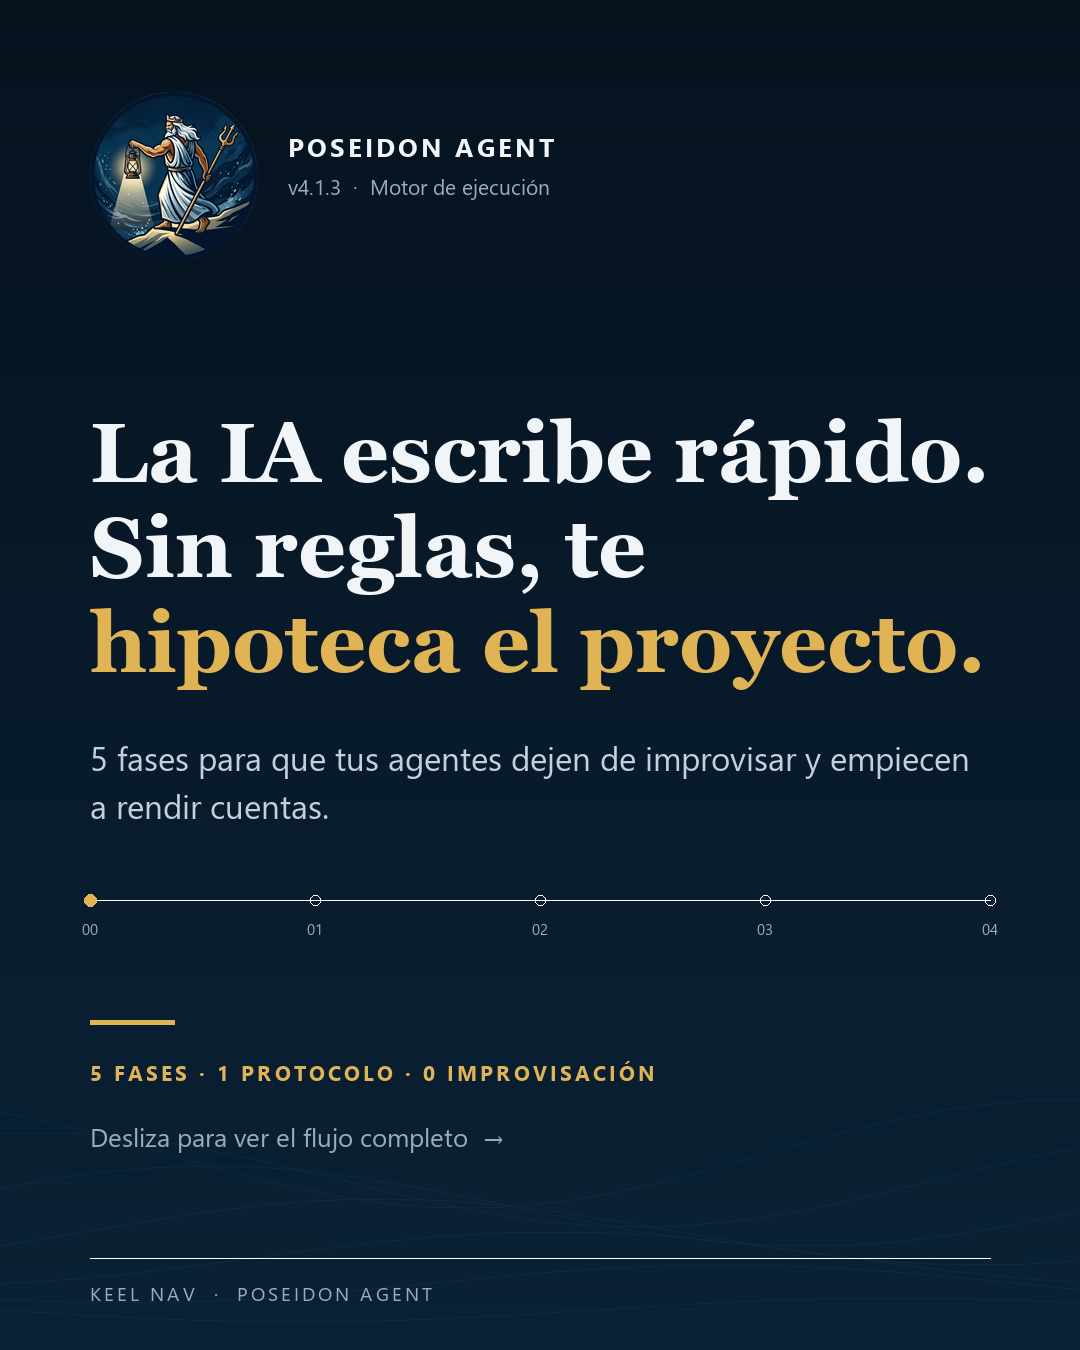 POSEIDON AGENT
v4.1.3 · Motor de ejecución
La IA escribe rápido.
Sin reglas, te
hipoteca el proyecto.
5 fases para que tus agentes dejen de improvisar y empiecen
a rendir cuentas.
00 01 02 03 04
5 FASES · 1 PROTOCOLO · 0 IMPROVISACIÓN
Desliza para ver el flujo completo →
KEEL NAV · POSEIDON AGENT